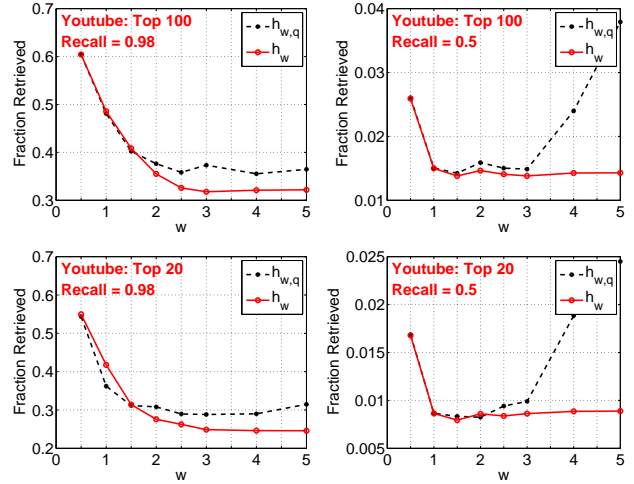 Youtube: Top 100
Recall = 0.98
h_{w,q}
h_w
Fraction Retrieved
0.7
0.6
0.5
0.4
0.3
0 1 2 3 4 5
w
Youtube: Top 100
Recall = 0.5
h_{w,q}
h_w
Fraction Retrieved
0.04
0.03
0.02
0.01
0 1 2 3 4 5
w
Youtube: Top 20
Recall = 0.98
h_{w,q}
h_w
Fraction Retrieved
0.7
0.6
0.5
0.4
0.3
0.2
0 1 2 3 4 5
w
Youtube: Top 20
Recall = 0.5
h_{w,q}
h_w
Fraction Retrieved
0.025
0.02
0.015
0.01
0.005
0 1 2 3 4 5
w